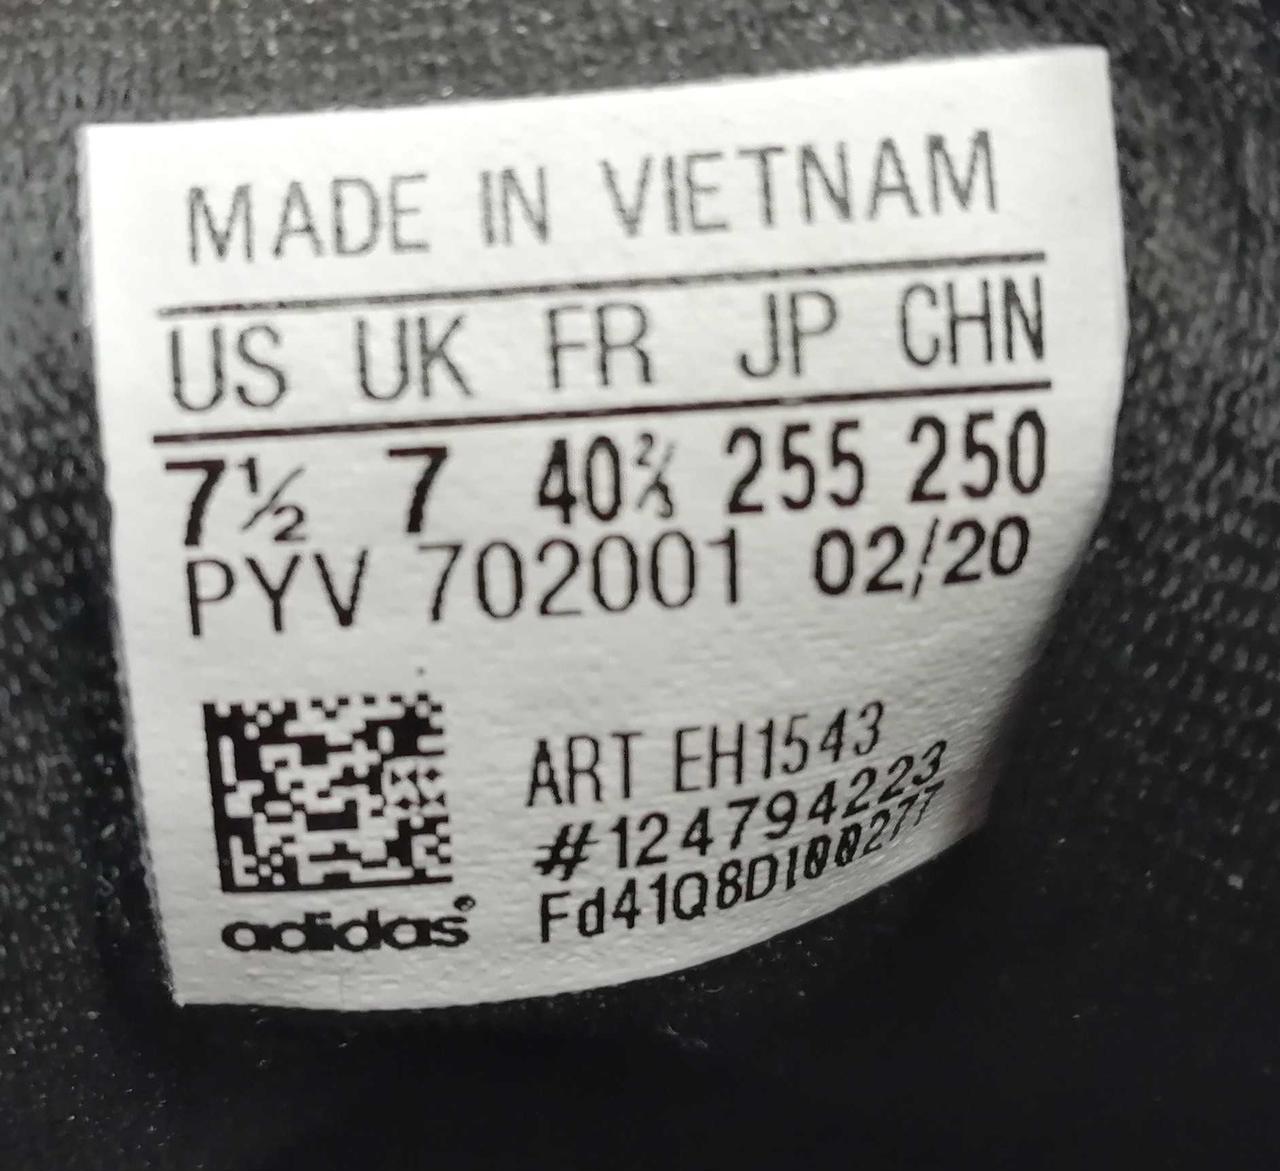 MADE IN VIETNAM
US UK FR JP CHN
7½ 7 40⅔ 255 250
PYV 702001 02/20
ART EH1543
#124794223
Fd41Q8D100277
adidas®